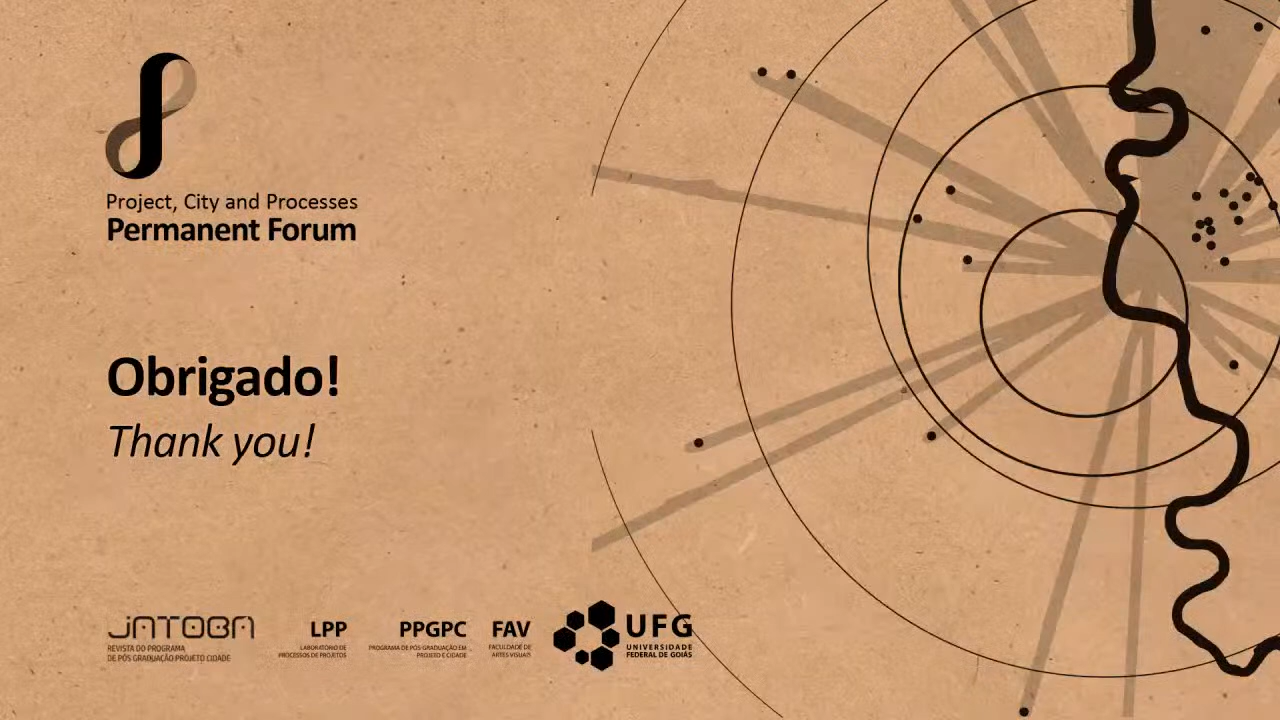 Project, City and Processes
Permanent Forum
Obrigado!
Thank you!
JATOBA
REVISTA DO PROGRAMA
DE PÓS GRADUAÇÃO PROJETO CIDADE
LPP
LABORATÓRIO DE
PROCESSOS DE PROJETOS
PPGPC
PROGRAMA DE PÓS-GRADUAÇÃO EM
PROJETO E CIDADE
FAV
FACULDADE DE
ARTES VISUAIS
UFG
UNIVERSIDADE
FEDERAL DE GOIÁS